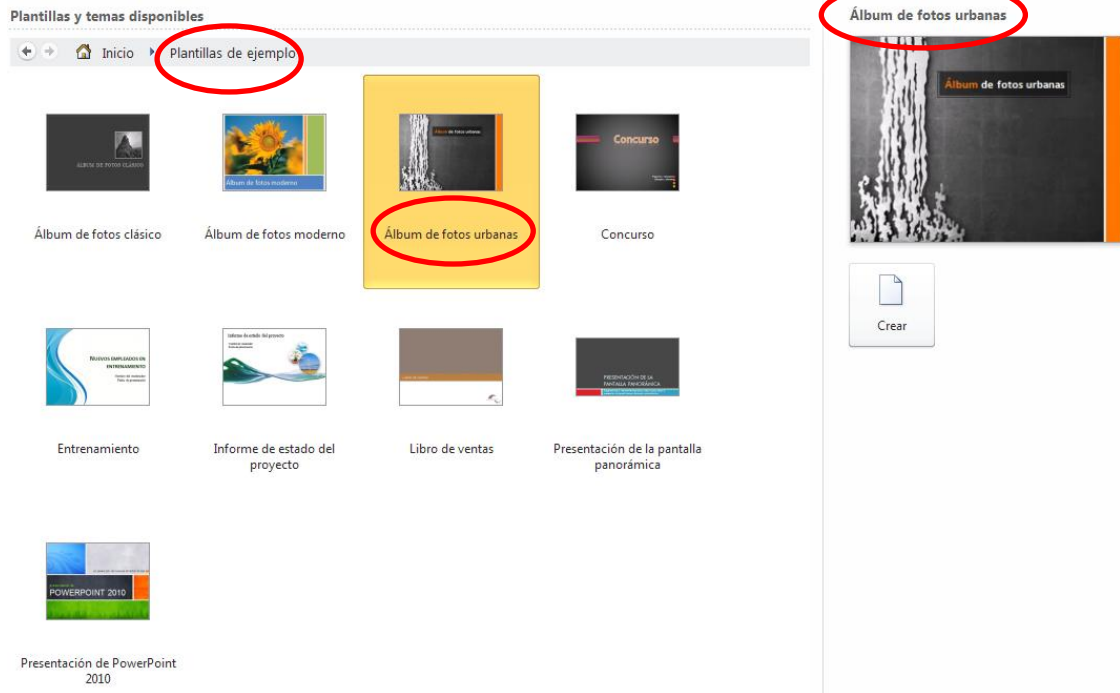 Plantillas y temas disponibles
Inicio
Plantillas de ejemplo
ÁLBUM DE FOTOS CLÁSICO
Álbum de fotos moderno
Álbum de fotos urbanas
Concurso
Álbum de fotos clásico
Álbum de fotos moderno
Álbum de fotos urbanas
Concurso
NUEVOS EMPLEADOS EN
ENTRENAMIENTO
Informe de estado del proyecto
PRESENTACIÓN DE LA
PANTALLA PANORÁMICA
Entrenamiento
Informe de estado del
proyecto
Libro de ventas
Presentación de la pantalla
panorámica
POWERPOINT 2010
Presentación de PowerPoint
2010
Álbum de fotos urbanas
Álbum de fotos urbanas
Crear